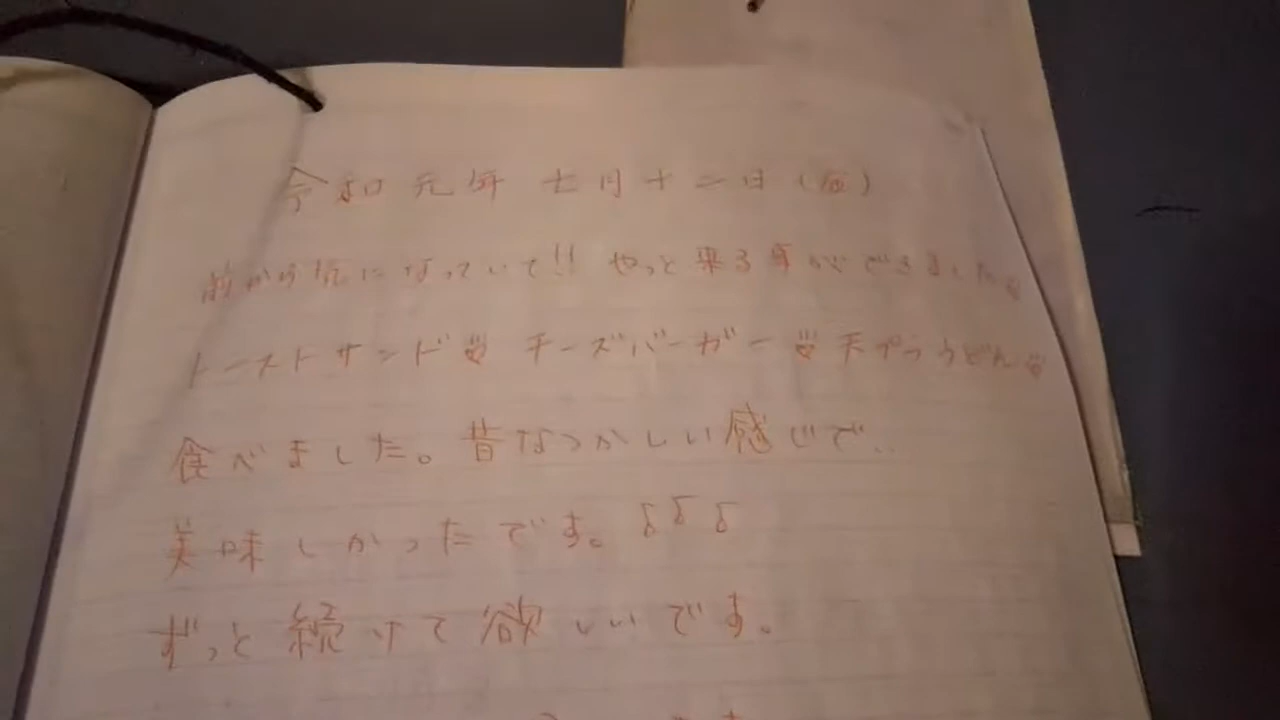 令和元年 七月十二日(金)
前から気になっていて!! やっと来る事ができました♡
トーストサンド♡ チーズバーガー♡ 天プラうどん♡
食べました。昔なつかしい感じで..
美味しかったです。♪♫♪
ずっと続けて欲しいです。